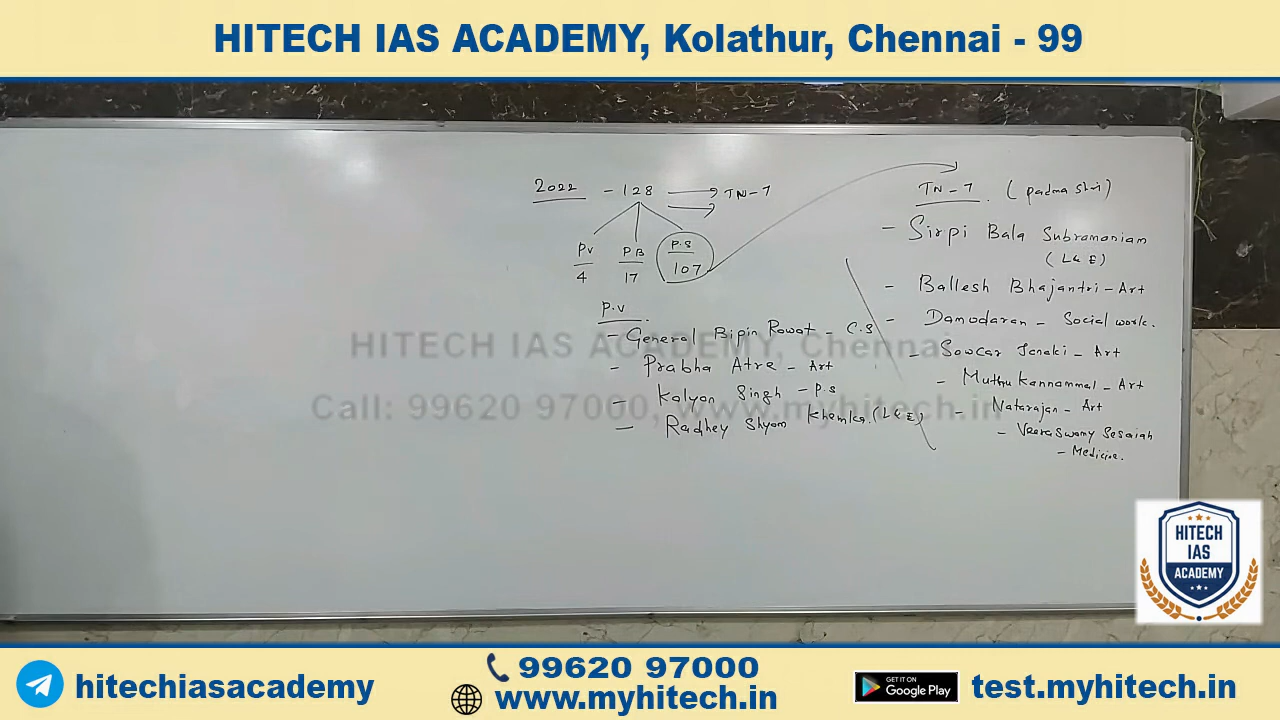 HITECH IAS ACADEMY, Kolathur, Chennai - 99
2022 - 128 → TN-7
PV PB P.S
4 17 107
P.V
- General Bipin Rawat - C.S
- Prabha Atre - Art
- Kalyan Singh - P.S
- Radhey Shyam Khemka (L& E)
TN-7 (padma Shri)
- Sirpi Bala Subramaniam
(L& E)
- Ballesh Bhajantri - Art
- Damodaran - Social work.
- Sowcar Janaki - Art
- Muthu Kannammal - Art
- Natarajan - Art
- Veeraswamy Sesaiah
- Medicine.
HITECH IAS ACADEMY, Chennai
Call: 99620 97000, www.myhitech.in
HITECH
IAS
ACADEMY
hitechiasacademy
99620 97000
www.myhitech.in
GET IT ON
Google Play
test.myhitech.in